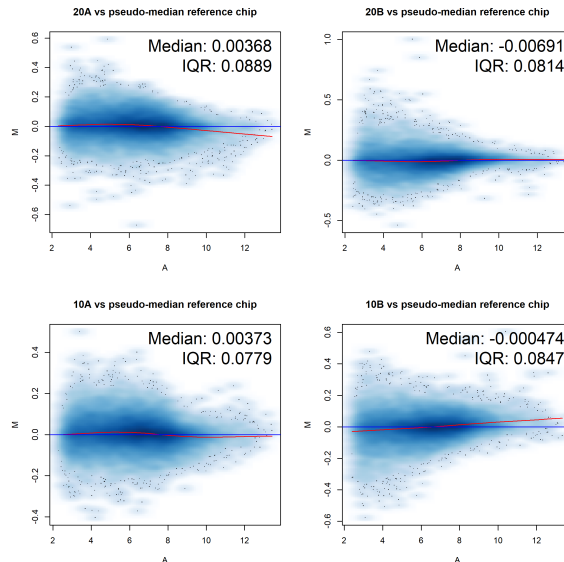 20A vs pseudo-median reference chip
Median: 0.00368
IQR: 0.0889
M
0.6
0.4
0.2
0.0
-0.2
-0.4
-0.6
2 4 6 8 10 12
A
20B vs pseudo-median reference chip
Median: -0.00691
IQR: 0.0814
M
1.0
0.5
0.0
-0.5
2 4 6 8 10 12
A
10A vs pseudo-median reference chip
Median: 0.00373
IQR: 0.0779
M
0.4
0.2
0.0
-0.2
-0.4
2 4 6 8 10 12
A
10B vs pseudo-median reference chip
Median: -0.000474
IQR: 0.0847
M
0.6
0.4
0.2
0.0
-0.2
-0.4
-0.6
2 4 6 8 10 12
A